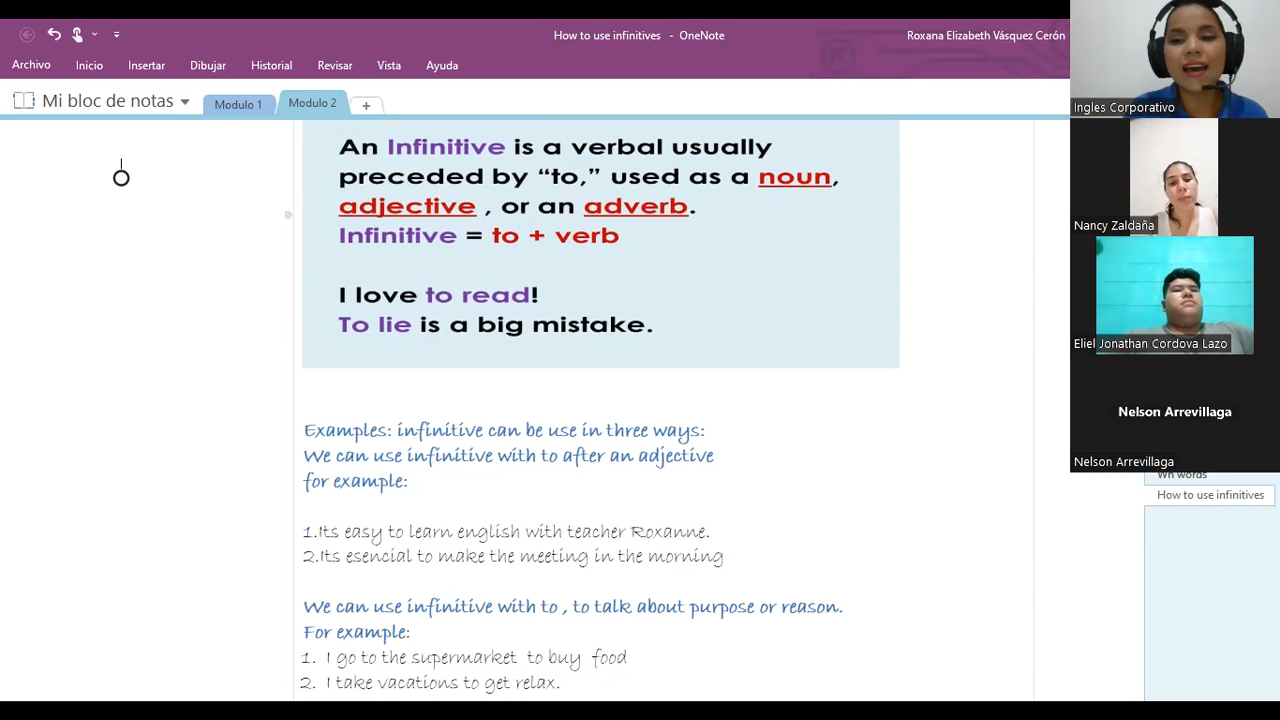 How to use infinitives - OneNote
Roxana Elizabeth Vásquez Cerón
Archivo Inicio Insertar Dibujar Historial Revisar Vista Ayuda
Mi bloc de notas Modulo 1 Modulo 2 +
An Infinitive is a verbal usually
preceded by “to,” used as a noun,
adjective , or an adverb.
Infinitive = to + verb
I love to read!
To lie is a big mistake.
Examples: infinitive can be use in three ways:
We can use infinitive with to after an adjective
for example:
1.Its easy to learn english with teacher Roxanne.
2.Its esencial to make the meeting in the morning
We can use infinitive with to , to talk about purpose or reason.
For example:
1. I go to the supermarket to buy food
2. I take vacations to get relax.
Ingles Corporativo
Nancy Zaldaña
Eliel Jonathan Cordova Lazo
Nelson Arrevillaga
Nelson Arrevillaga
Wh words
How to use infinitives